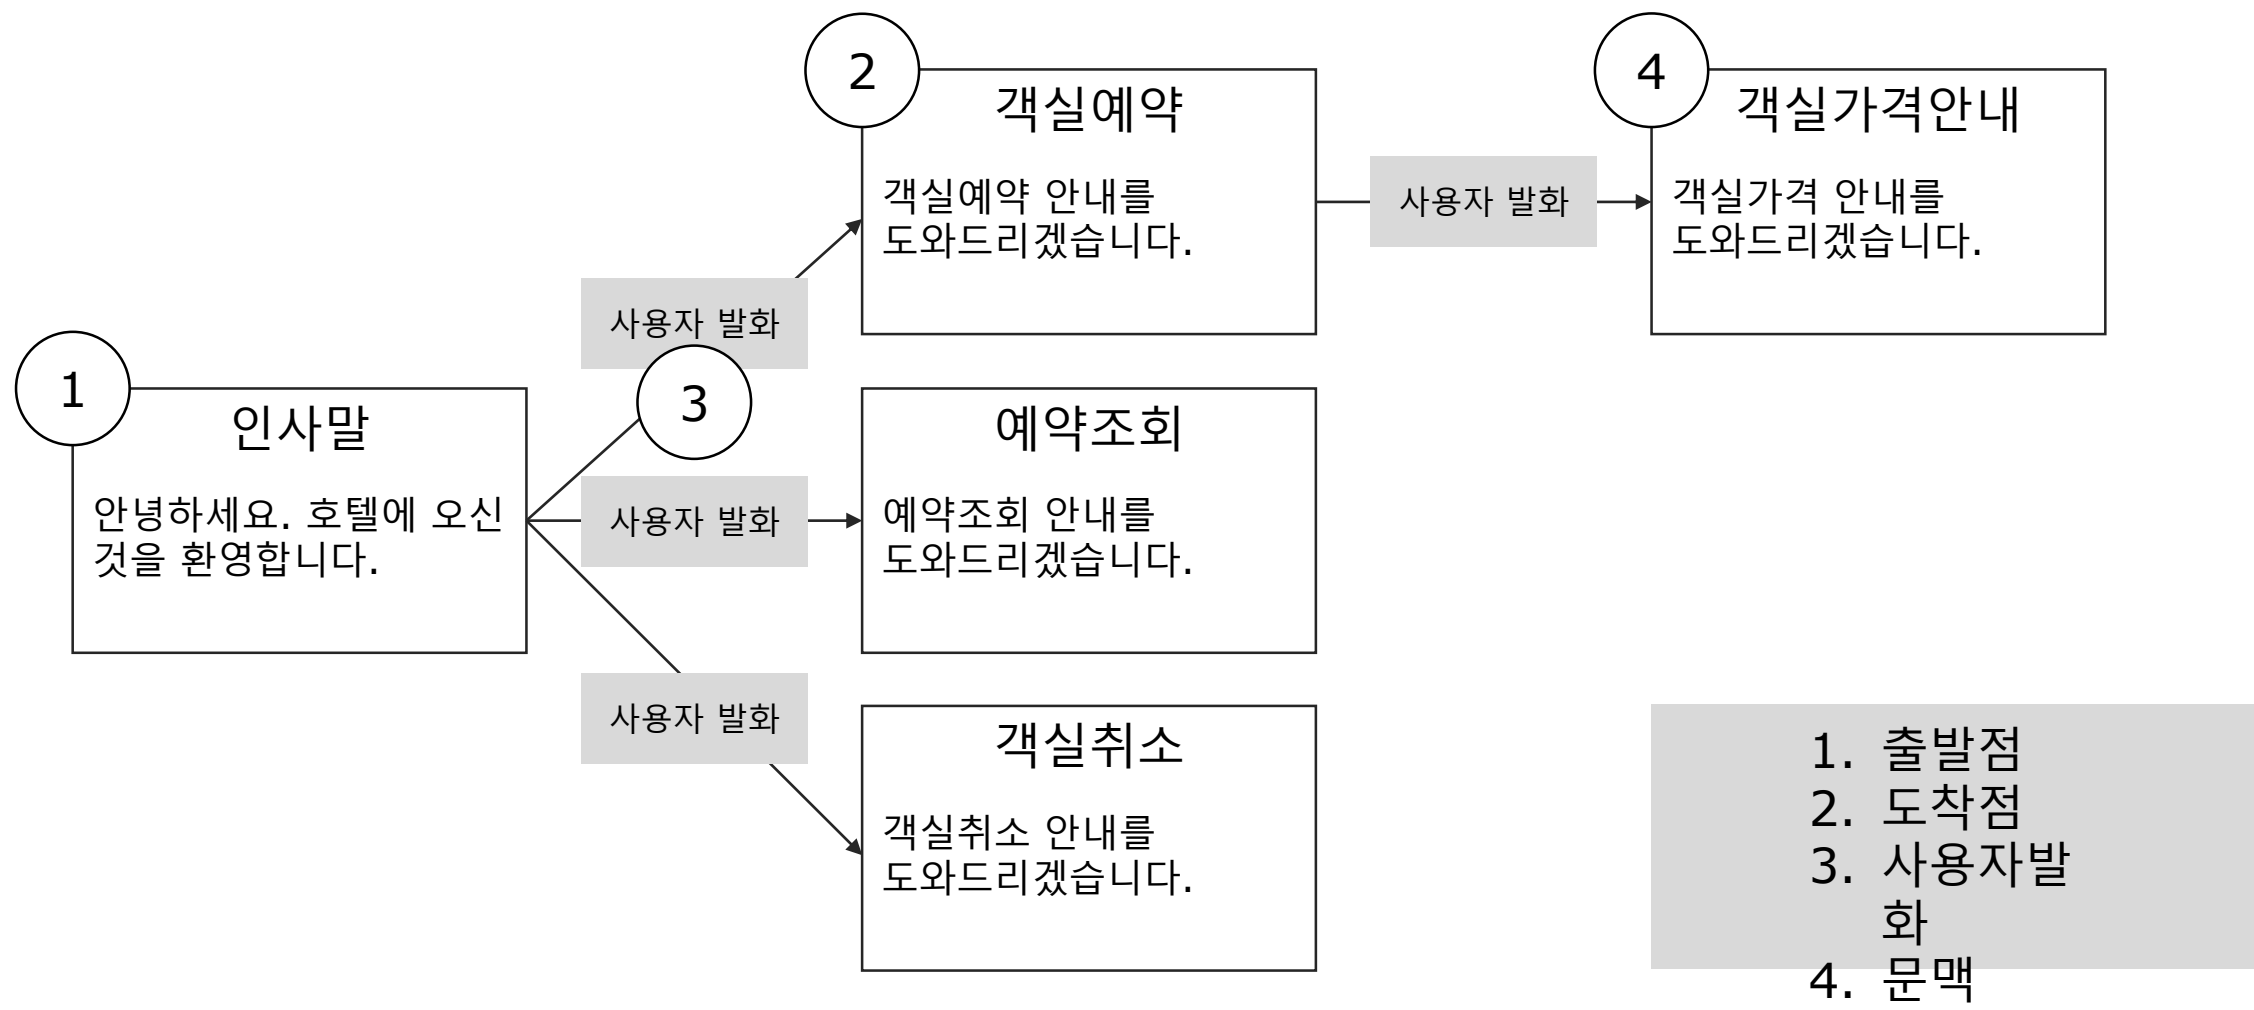 2
객실예약
객실예약 안내를
도와드리겠습니다.
사용자 발화
4
객실가격안내
객실가격 안내를
도와드리겠습니다.
사용자 발화
1
인사말
안녕하세요. 호텔에 오신
것을 환영합니다.
3
사용자 발화
예약조회
예약조회 안내를
도와드리겠습니다.
사용자 발화
객실취소
객실취소 안내를
도와드리겠습니다.
1. 출발점
2. 도착점
3. 사용자발
화
4. 문맥